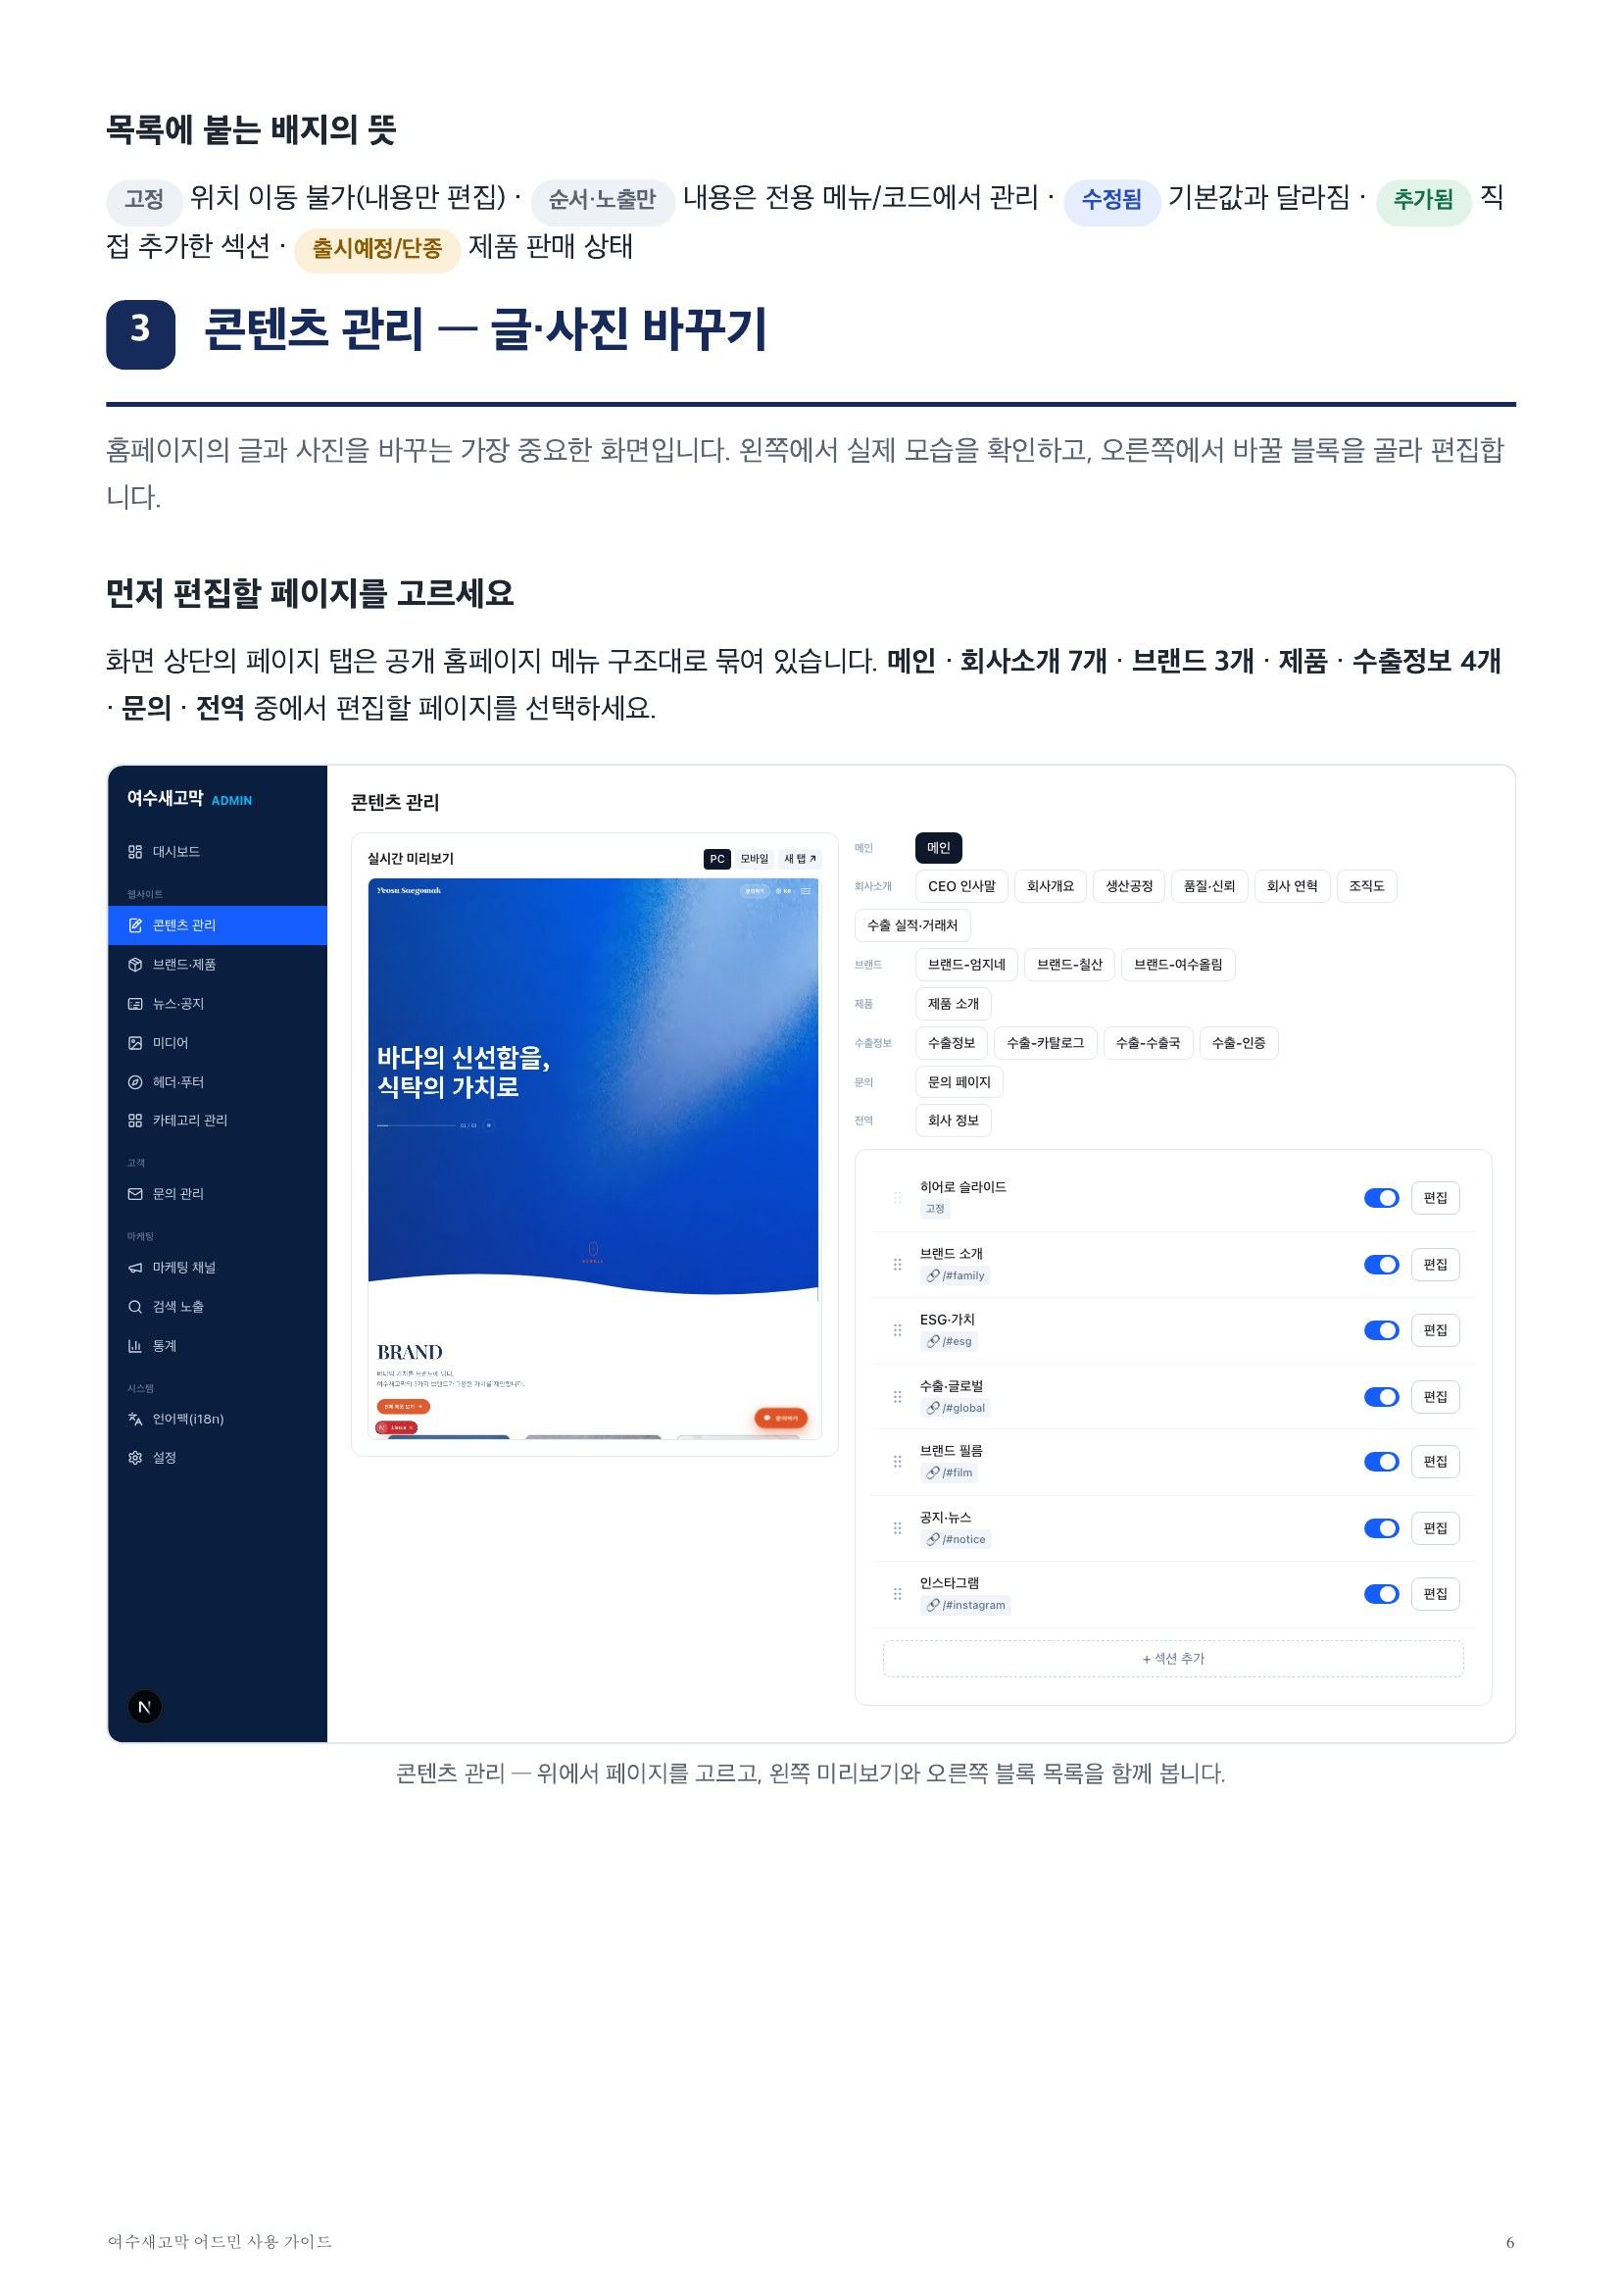 목록에 붙는 배지의 뜻
고정 위치 이동 불가(내용만 편집) · 순서·노출만 내용은 전용 메뉴/코드에서 관리 · 수정됨 기본값과 달라짐 · 추가됨 직
접 추가한 섹션 · 출시예정/단종 제품 판매 상태
3 콘텐츠 관리 — 글·사진 바꾸기
홈페이지의 글과 사진을 바꾸는 가장 중요한 화면입니다. 왼쪽에서 실제 모습을 확인하고, 오른쪽에서 바꿀 블록을 골라 편집합
니다.
먼저 편집할 페이지를 고르세요
화면 상단의 페이지 탭은 공개 홈페이지 메뉴 구조대로 묶여 있습니다. 메인 · 회사소개 7개 · 브랜드 3개 · 제품 · 수출정보 4개
· 문의 · 전역 중에서 편집할 페이지를 선택하세요.
여수새고막 ADMIN
대시보드
웹사이트
콘텐츠 관리
브랜드·제품
뉴스·공지
미디어
헤더·푸터
카테고리 관리
고객
문의 관리
마케팅
마케팅 채널
검색 노출
통계
시스템
언어팩(i18n)
설정
N
콘텐츠 관리
실시간 미리보기 PC 모바일 새 탭 ↗
Yeosu Saegomak
문의하기 KR
바다의 신선함을,
식탁의 가치로
SCROLL
BRAND
문의하기
메인 메인
회사소개 CEO 인사말 회사개요 생산공정 품질·신뢰 회사 연혁 조직도
수출 실적·거래처
브랜드 브랜드-엄지네 브랜드-칠산 브랜드-여수올림
제품 제품 소개
수출정보 수출정보 수출-카탈로그 수출-수출국 수출-인증
문의 문의 페이지
전역 회사 정보
히어로 슬라이드
고정 편집
브랜드 소개
/#family 편집
ESG·가치
/#esg 편집
수출·글로벌
/#global 편집
브랜드 필름
/#film 편집
공지·뉴스
/#notice 편집
인스타그램
/#instagram 편집
+ 섹션 추가
콘텐츠 관리 — 위에서 페이지를 고르고, 왼쪽 미리보기와 오른쪽 블록 목록을 함께 봅니다.
여수새고막 어드민 사용 가이드
6